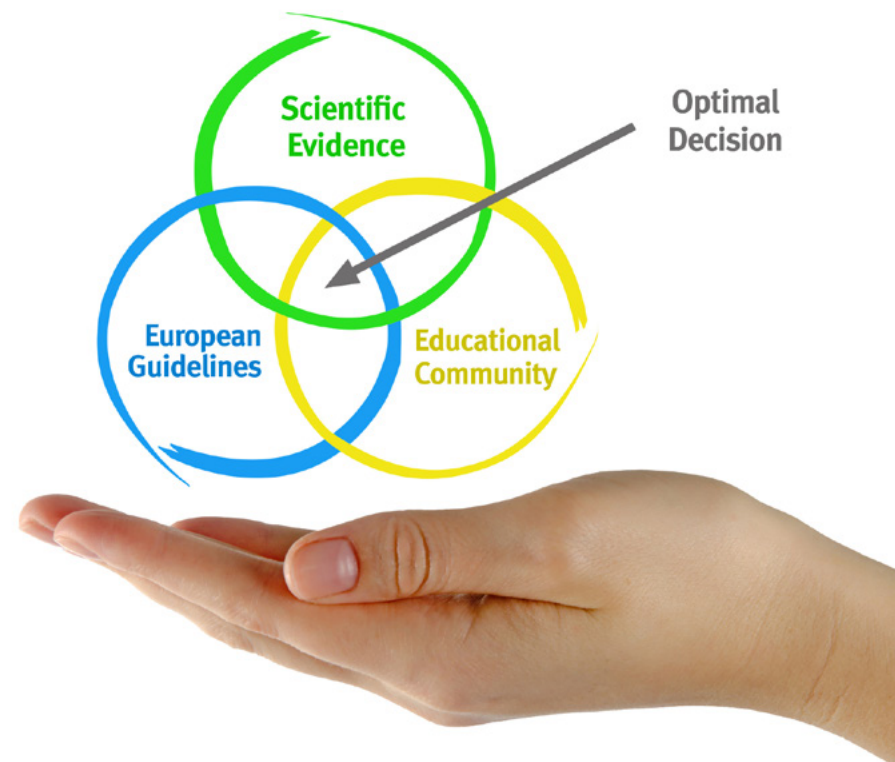 Scientific
Evidence
Optimal
Decision
European
Guidelines
Educational
Community